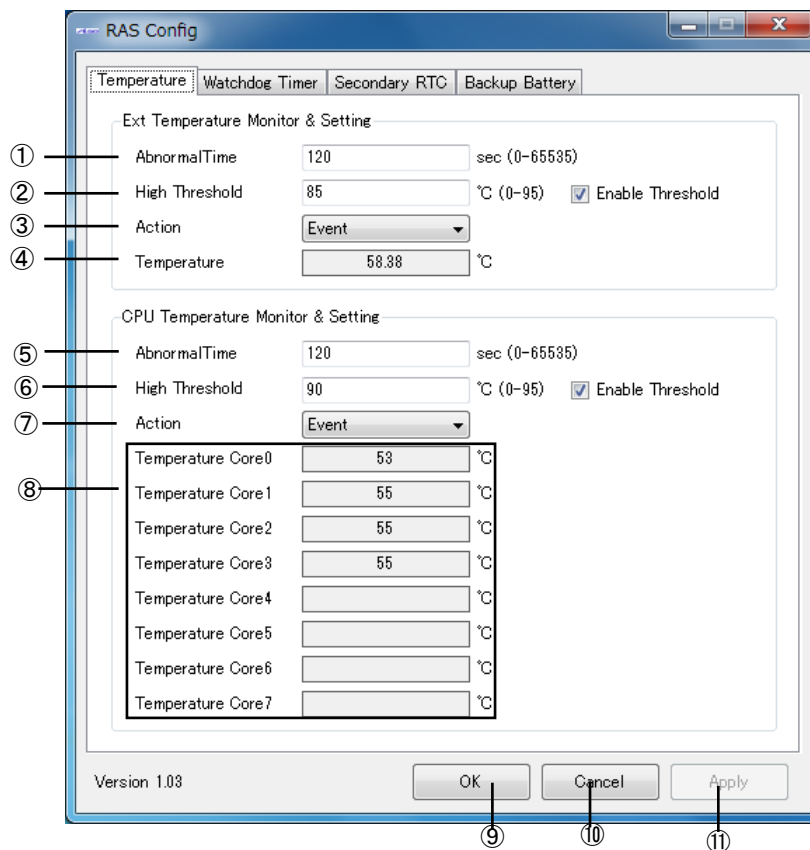 RAS Config
Temperature Watchdog Timer Secondary RTC Backup Battery
Ext Temperature Monitor & Setting
① AbnormalTime 120 sec (0-65535)
② High Threshold 85 °C (0-95) Enable Threshold
③ Action Event
④ Temperature 58.38 °C
CPU Temperature Monitor & Setting
⑤ AbnormalTime 120 sec (0-65535)
⑥ High Threshold 90 °C (0-95) Enable Threshold
⑦ Action Event
Temperature Core0 53 °C
⑧ Temperature Core1 55 °C
Temperature Core2 55 °C
Temperature Core3 55 °C
Temperature Core4 °C
Temperature Core5 °C
Temperature Core6 °C
Temperature Core7 °C
Version 1.03 OK Cancel Apply
⑨ ⑩ ⑪